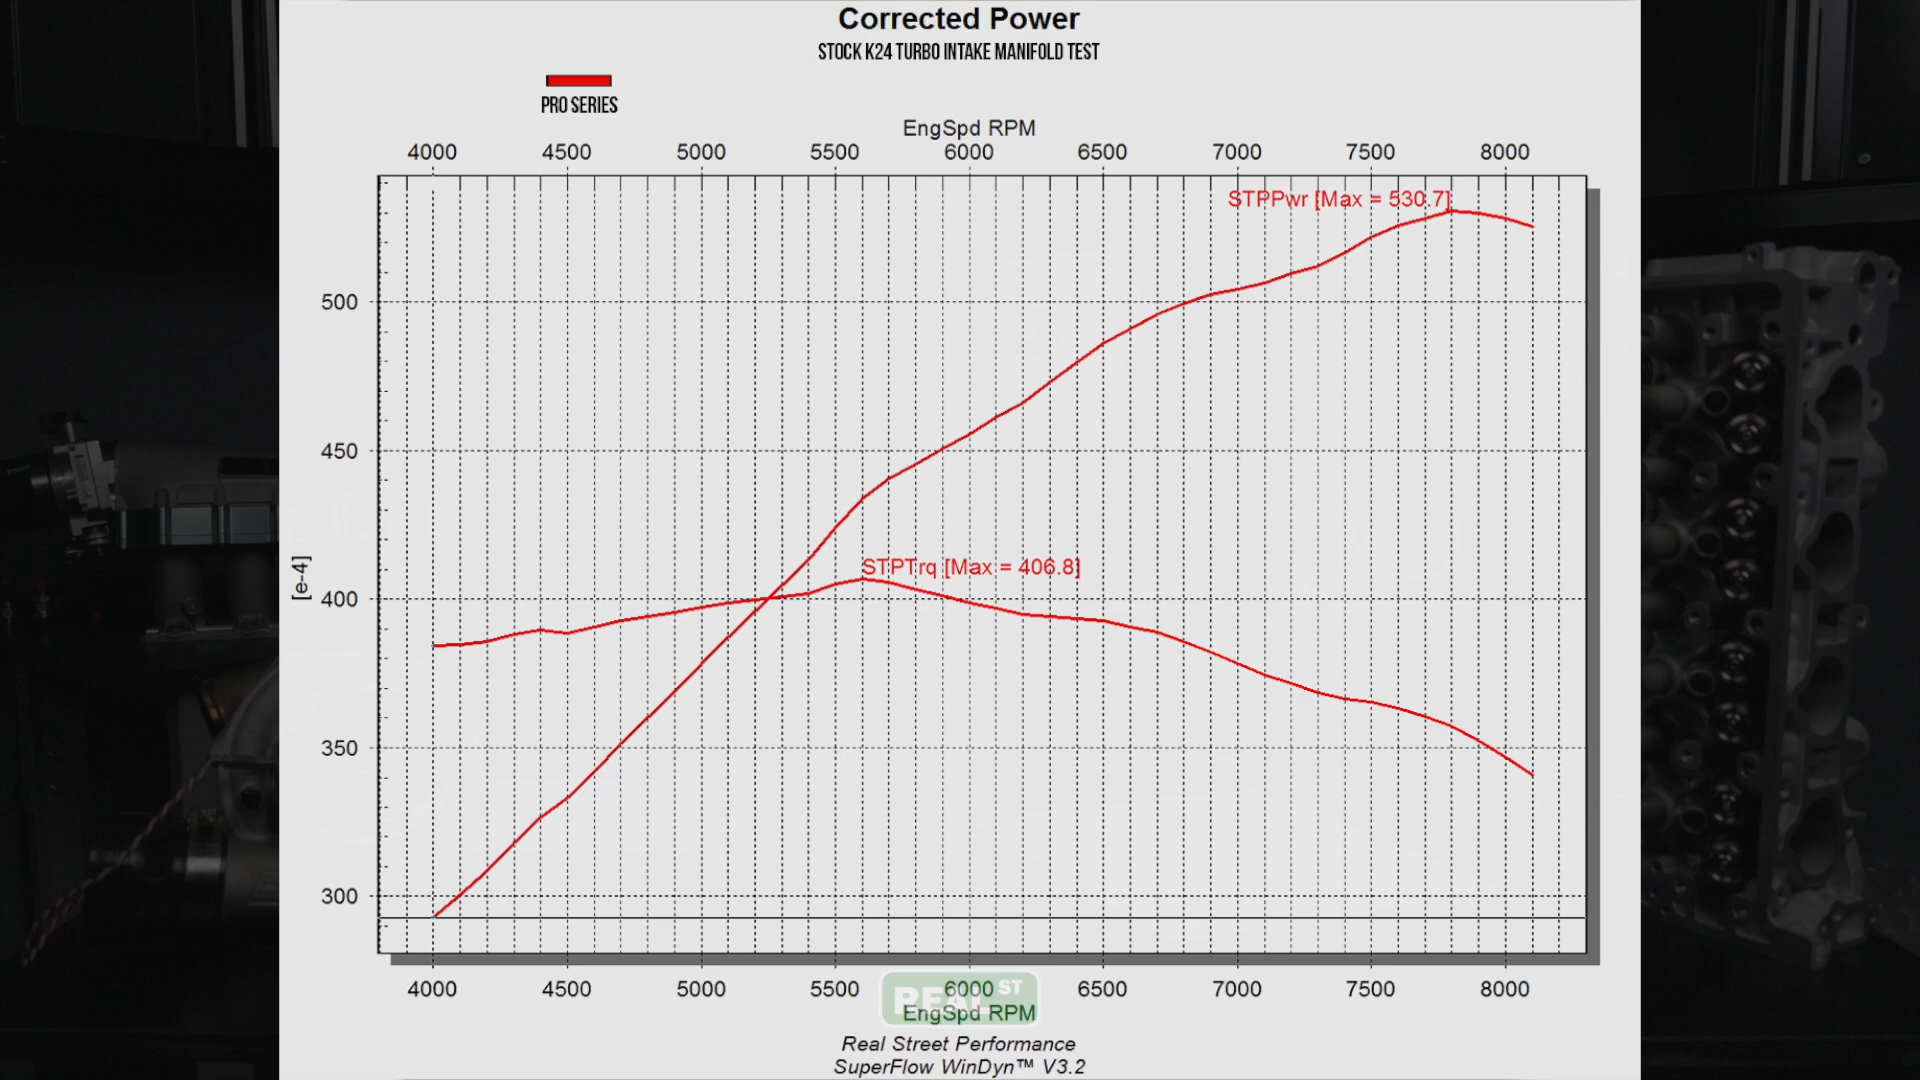 Corrected Power
STOCK K24 TURBO INTAKE MANIFOLD TEST
PRO SERIES
EngSpd RPM
4000 4500 5000 5500 6000 6500 7000 7500 8000
STPPwr [Max = 530.7]
500
450
STPTrq [Max = 406.8]
[e-4]
400
350
300
4000 4500 5000 5500 6000 6500 7000 7500 8000
REAL ST
EngSpd RPM
Real Street Performance
SuperFlow WinDyn™ V3.2